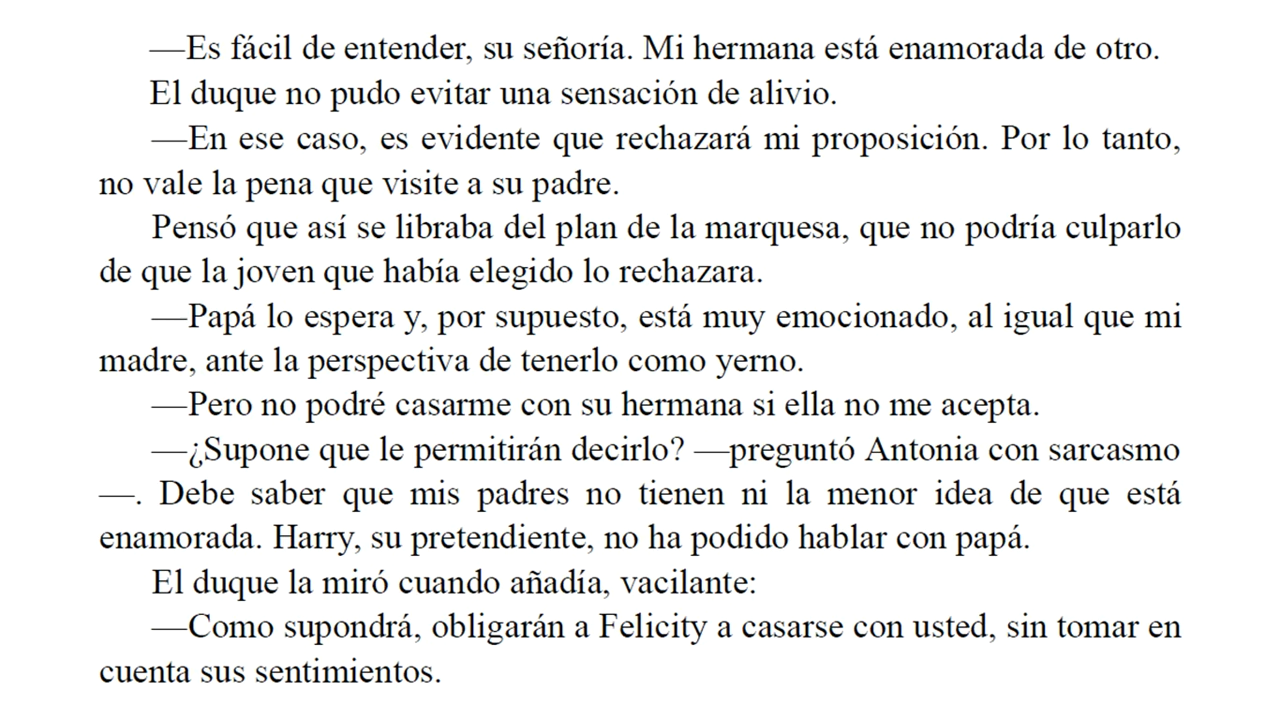 —Es fácil de entender, su señoría. Mi hermana está enamorada de otro.
El duque no pudo evitar una sensación de alivio.
—En ese caso, es evidente que rechazará mi proposición. Por lo tanto,
no vale la pena que visite a su padre.
Pensó que así se libraba del plan de la marquesa, que no podría culparlo
de que la joven que había elegido lo rechazara.
—Papá lo espera y, por supuesto, está muy emocionado, al igual que mi
madre, ante la perspectiva de tenerlo como yerno.
—Pero no podré casarme con su hermana si ella no me acepta.
—¿Supone que le permitirán decirlo? —preguntó Antonia con sarcasmo
—. Debe saber que mis padres no tienen ni la menor idea de que está
enamorada. Harry, su pretendiente, no ha podido hablar con papá.
El duque la miró cuando añadía, vacilante:
—Como supondrá, obligarán a Felicity a casarse con usted, sin tomar en
cuenta sus sentimientos.